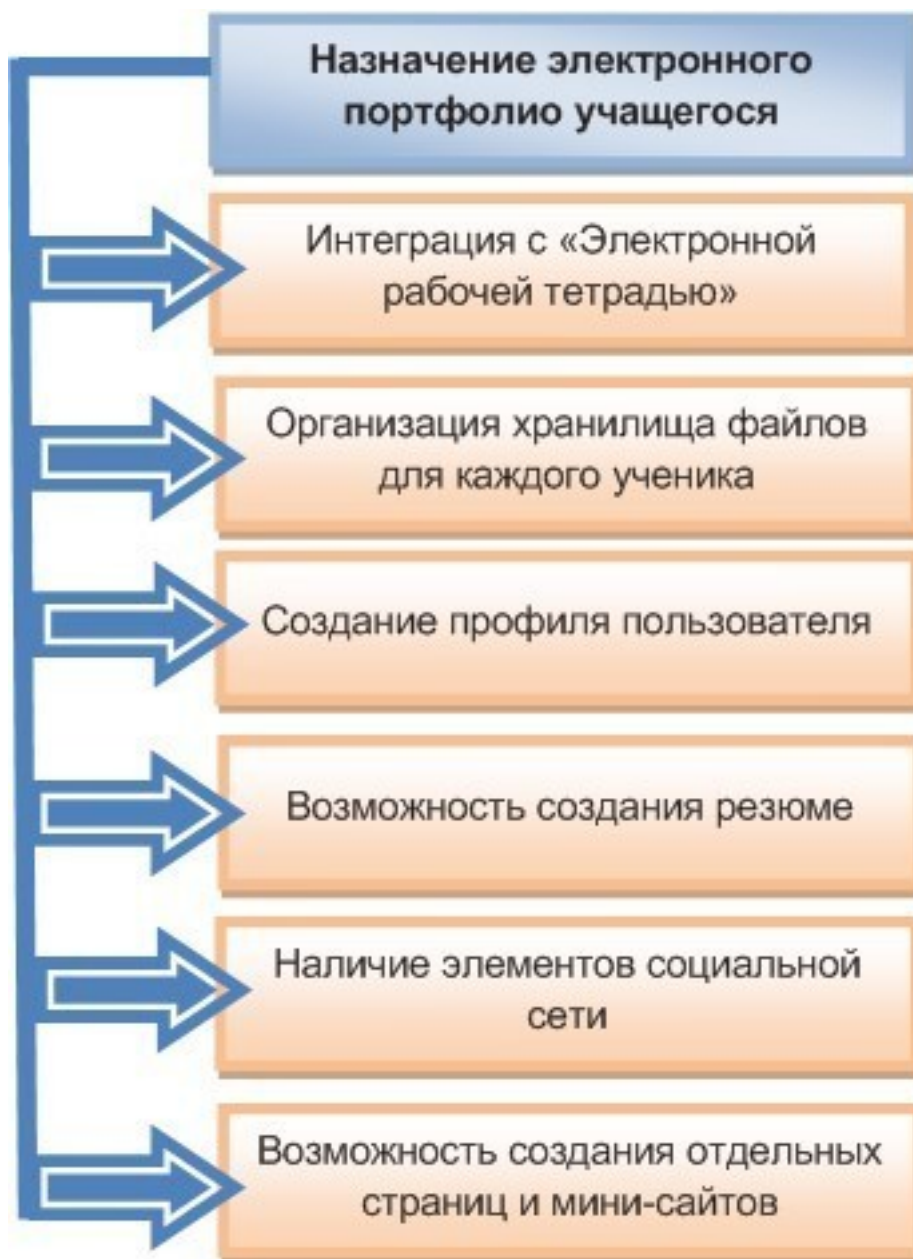 Назначение электронного
портфолио учащегося
Интеграция с «Электронной
рабочей тетрадью»
Организация хранилища файлов
для каждого ученика
Создание профиля пользователя
Возможность создания резюме
Наличие элементов социальной
сети
Возможность создания отдельных
страниц и мини-сайтов